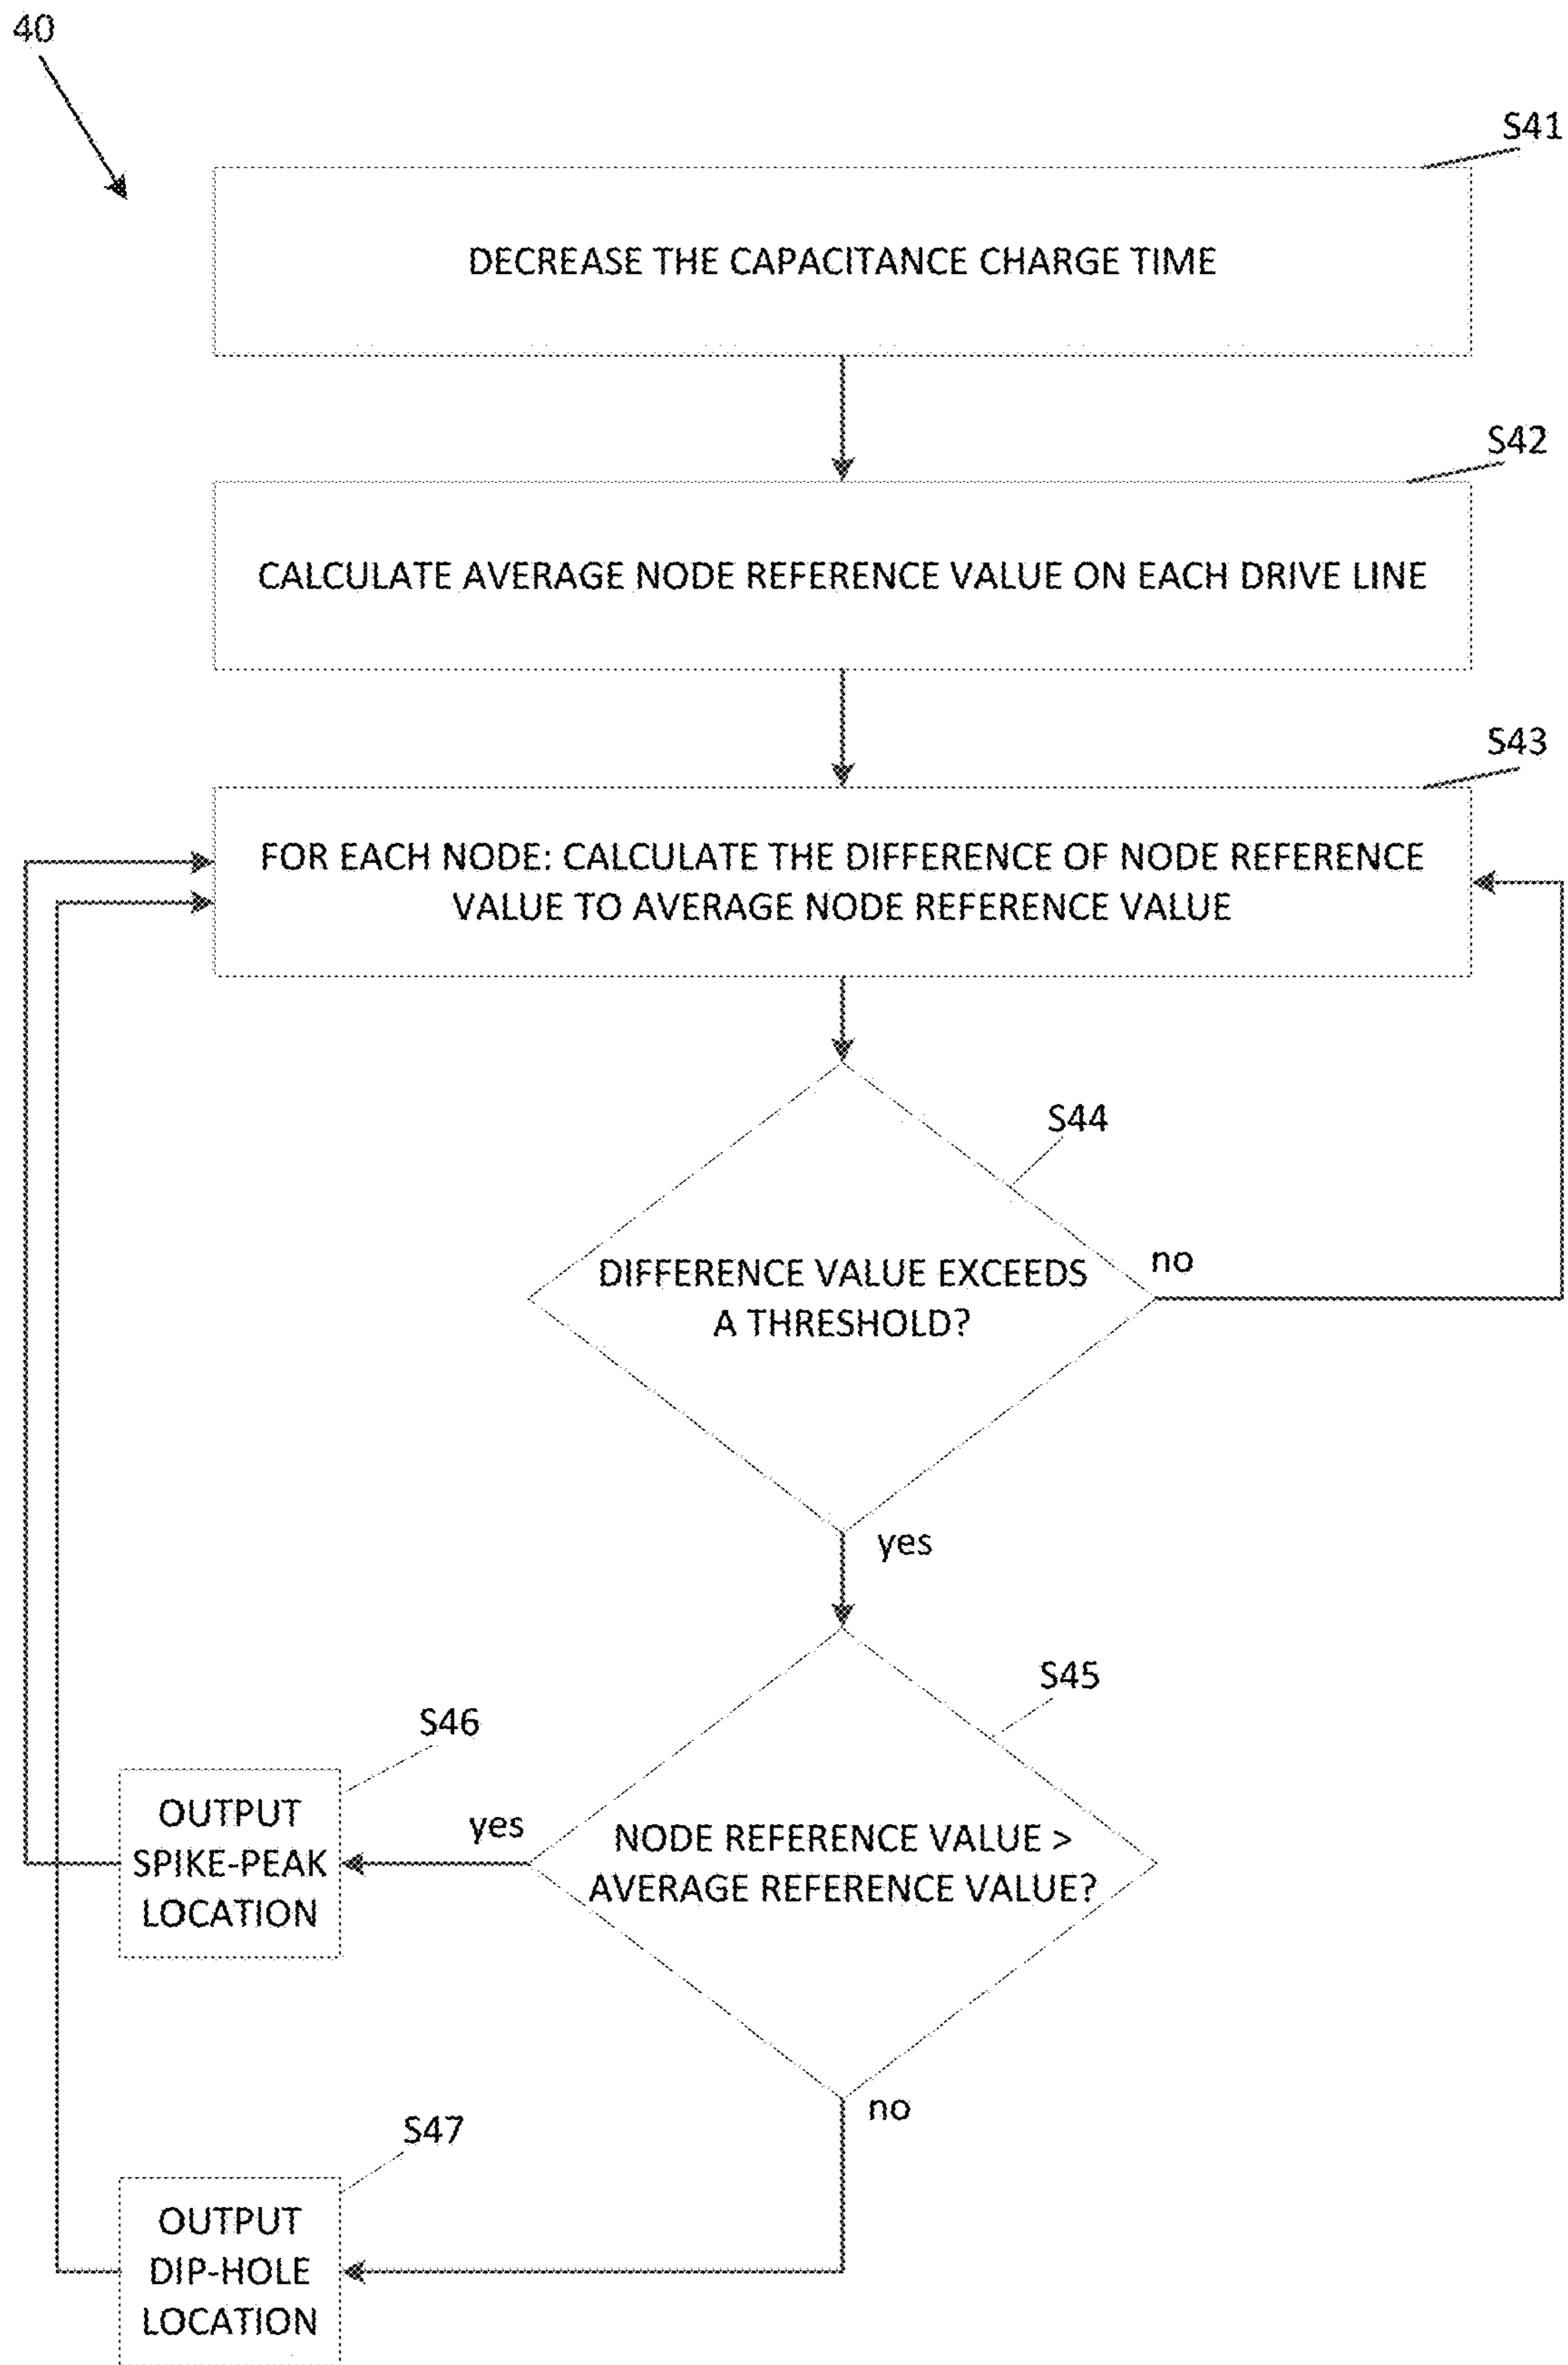 40
S41
DECREASE THE CAPACITANCE CHARGE TIME
S42
CALCULATE AVERAGE NODE REFERENCE VALUE ON EACH DRIVE LINE
S43
FOR EACH NODE: CALCULATE THE DIFFERENCE OF NODE REFERENCE
VALUE TO AVERAGE NODE REFERENCE VALUE
S44
DIFFERENCE VALUE EXCEEDS
A THRESHOLD?
no
yes
S45
NODE REFERENCE VALUE >
AVERAGE REFERENCE VALUE?
yes
S46
OUTPUT
SPIKE-PEAK
LOCATION
no
S47
OUTPUT
DIP-HOLE
LOCATION